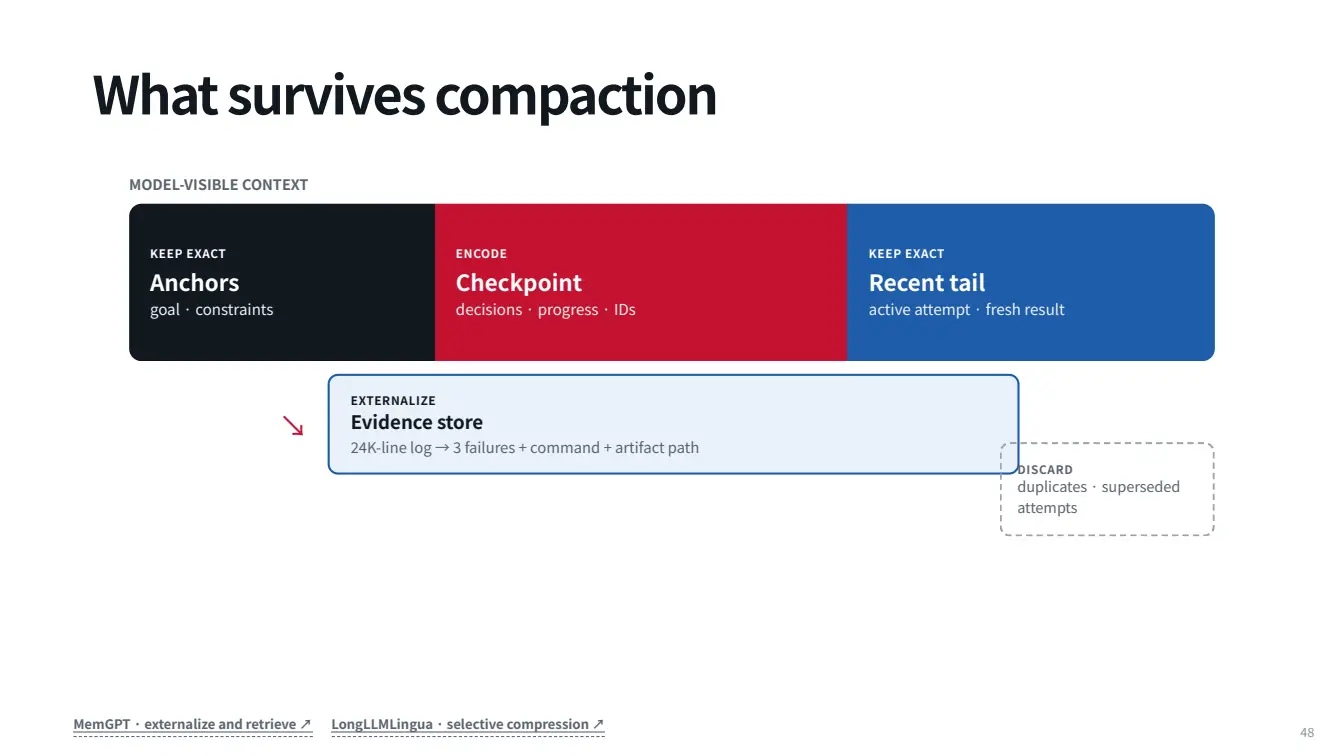 What survives compaction
MODEL-VISIBLE CONTEXT
KEEP EXACT
Anchors
goal · constraints
ENCODE
Checkpoint
decisions · progress · IDs
KEEP EXACT
Recent tail
active attempt · fresh result
↘
EXTERNALIZE
Evidence store
24K-line log → 3 failures + command + artifact path
DISCARD
duplicates · superseded
attempts
MemGPT · externalize and retrieve ↗
LongLLMLingua · selective compression ↗
48